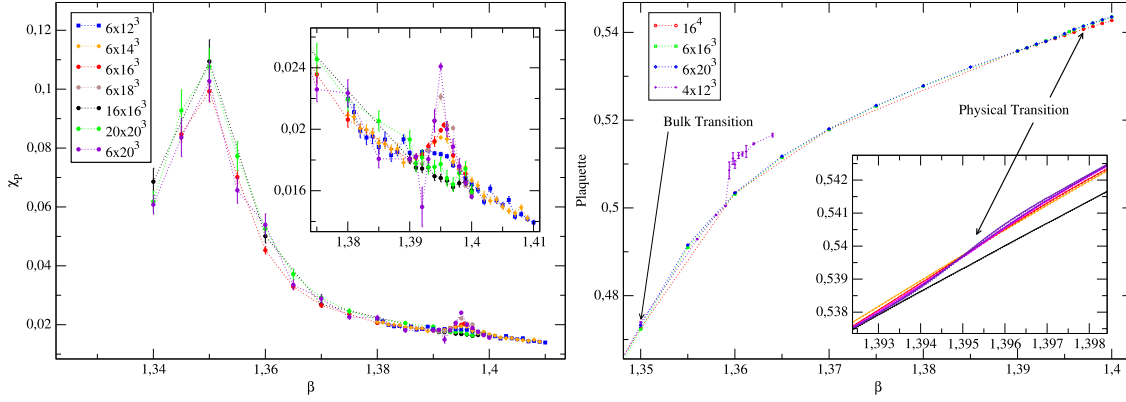 0,12
0,1
0,08
0,06
0,04
0,02
χP
6x12³
6x14³
6x16³
6x18³
16x16³
20x20³
6x20³
0,024
0,02
0,016
1,38
1,39
1,4
1,41
1,34
1,36
1,38
1,4
β
0,54
0,52
0,5
0,48
Plaquette
16⁴
6x16³
6x20³
4x12³
Bulk Transition
Physical Transition
0,542
0,541
0,54
0,539
0,538
1,393
1,394
1,395
1,396
1,397
1,398
1,35
1,36
1,37
1,38
1,39
1,4
β